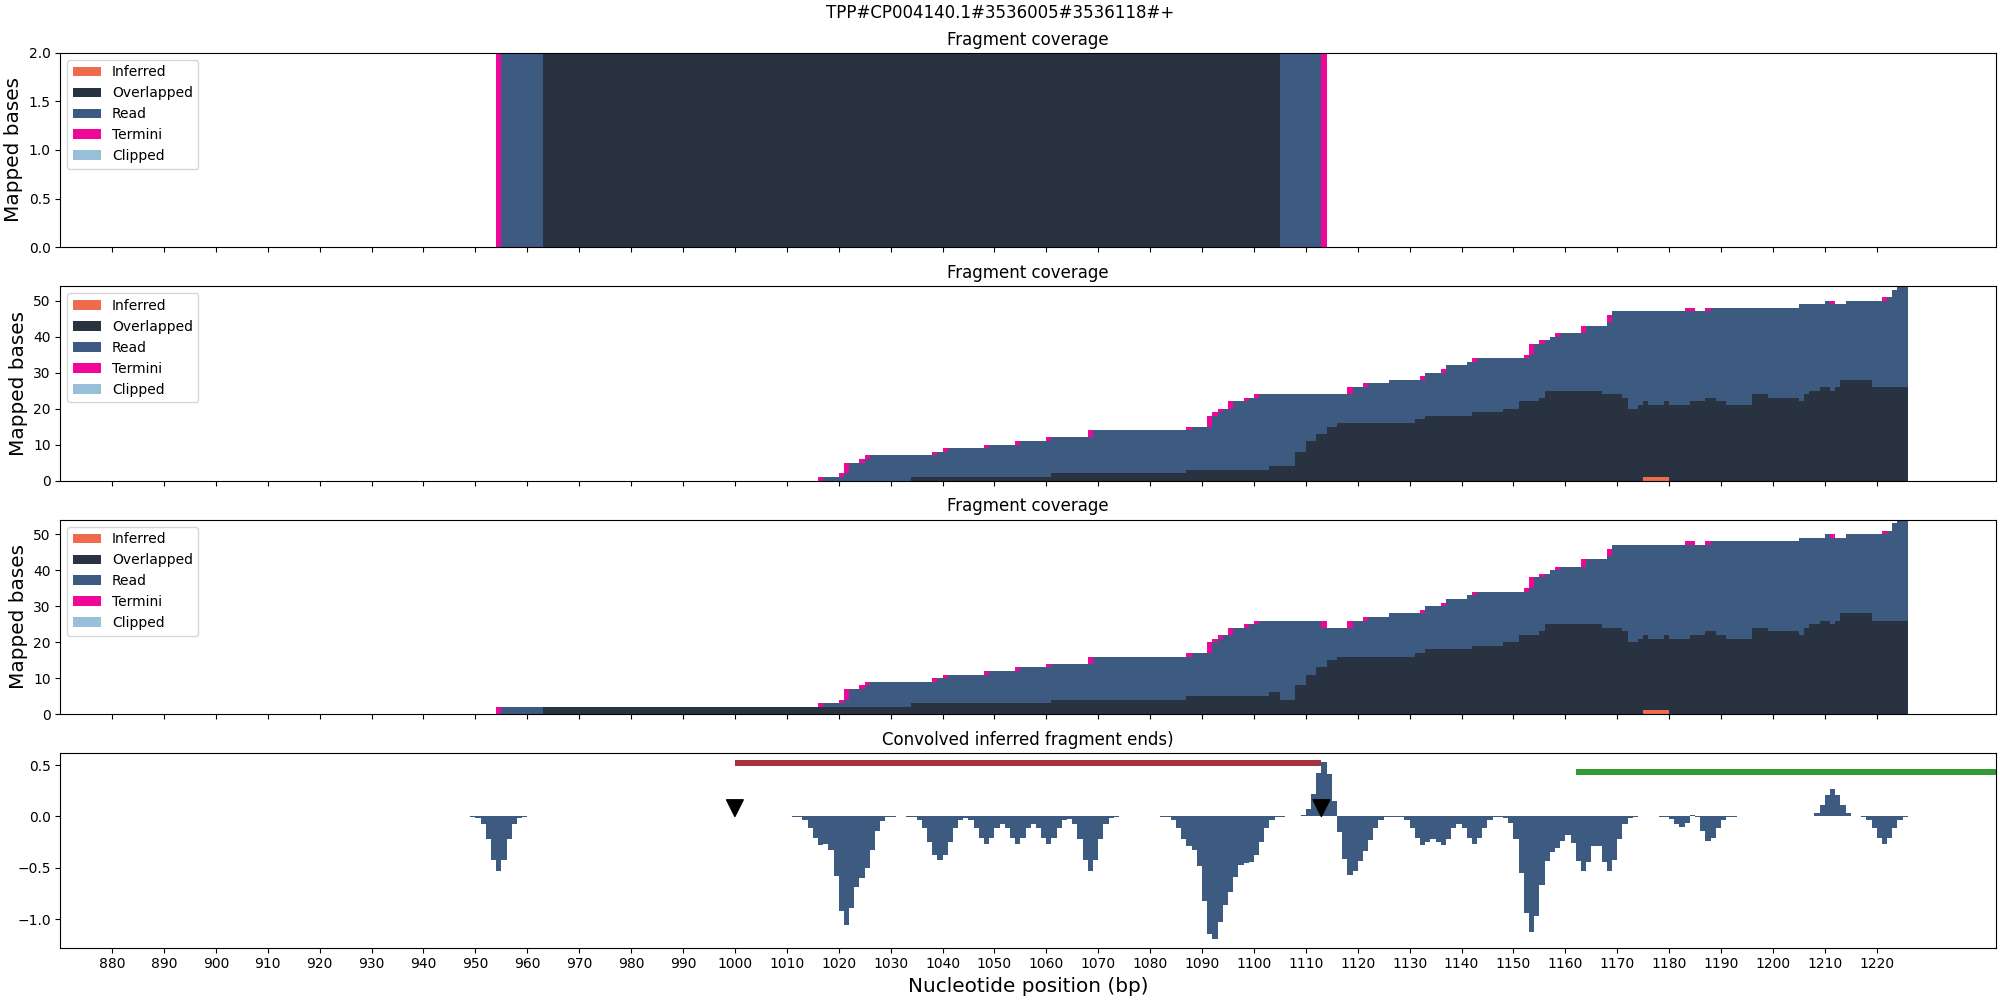 TPP#CP004140.1#3536005#3536118#+
Fragment coverage
Mapped bases
2.0
1.5
1.0
0.5
0.0
Inferred
Overlapped
Read
Termini
Clipped
Fragment coverage
Mapped bases
50
40
30
20
10
0
Inferred
Overlapped
Read
Termini
Clipped
Fragment coverage
Mapped bases
50
40
30
20
10
0
Inferred
Overlapped
Read
Termini
Clipped
Convolved inferred fragment ends)
0.5
0.0
−0.5
−1.0
880 890 900 910 920 930 940 950 960 970 980 990 1000 1010 1020 1030 1040 1050 1060 1070 1080 1090 1100 1110 1120 1130 1140 1150 1160 1170 1180 1190 1200 1210 1220
Nucleotide position (bp)